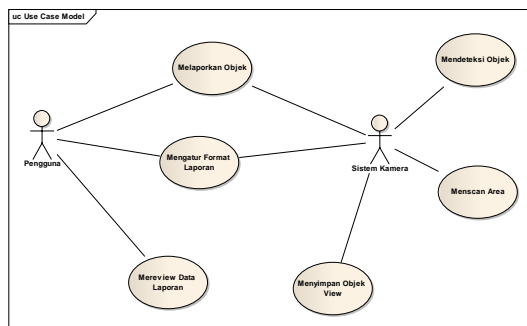 uc Use Case Model
Melaporkan Objek
Mendeteksi Objek
Pengguna
Mengatur Format
Laporan
Sistem Kamera
Menscan Area
Mereview Data
Laporan
Menyimpan Objek
View